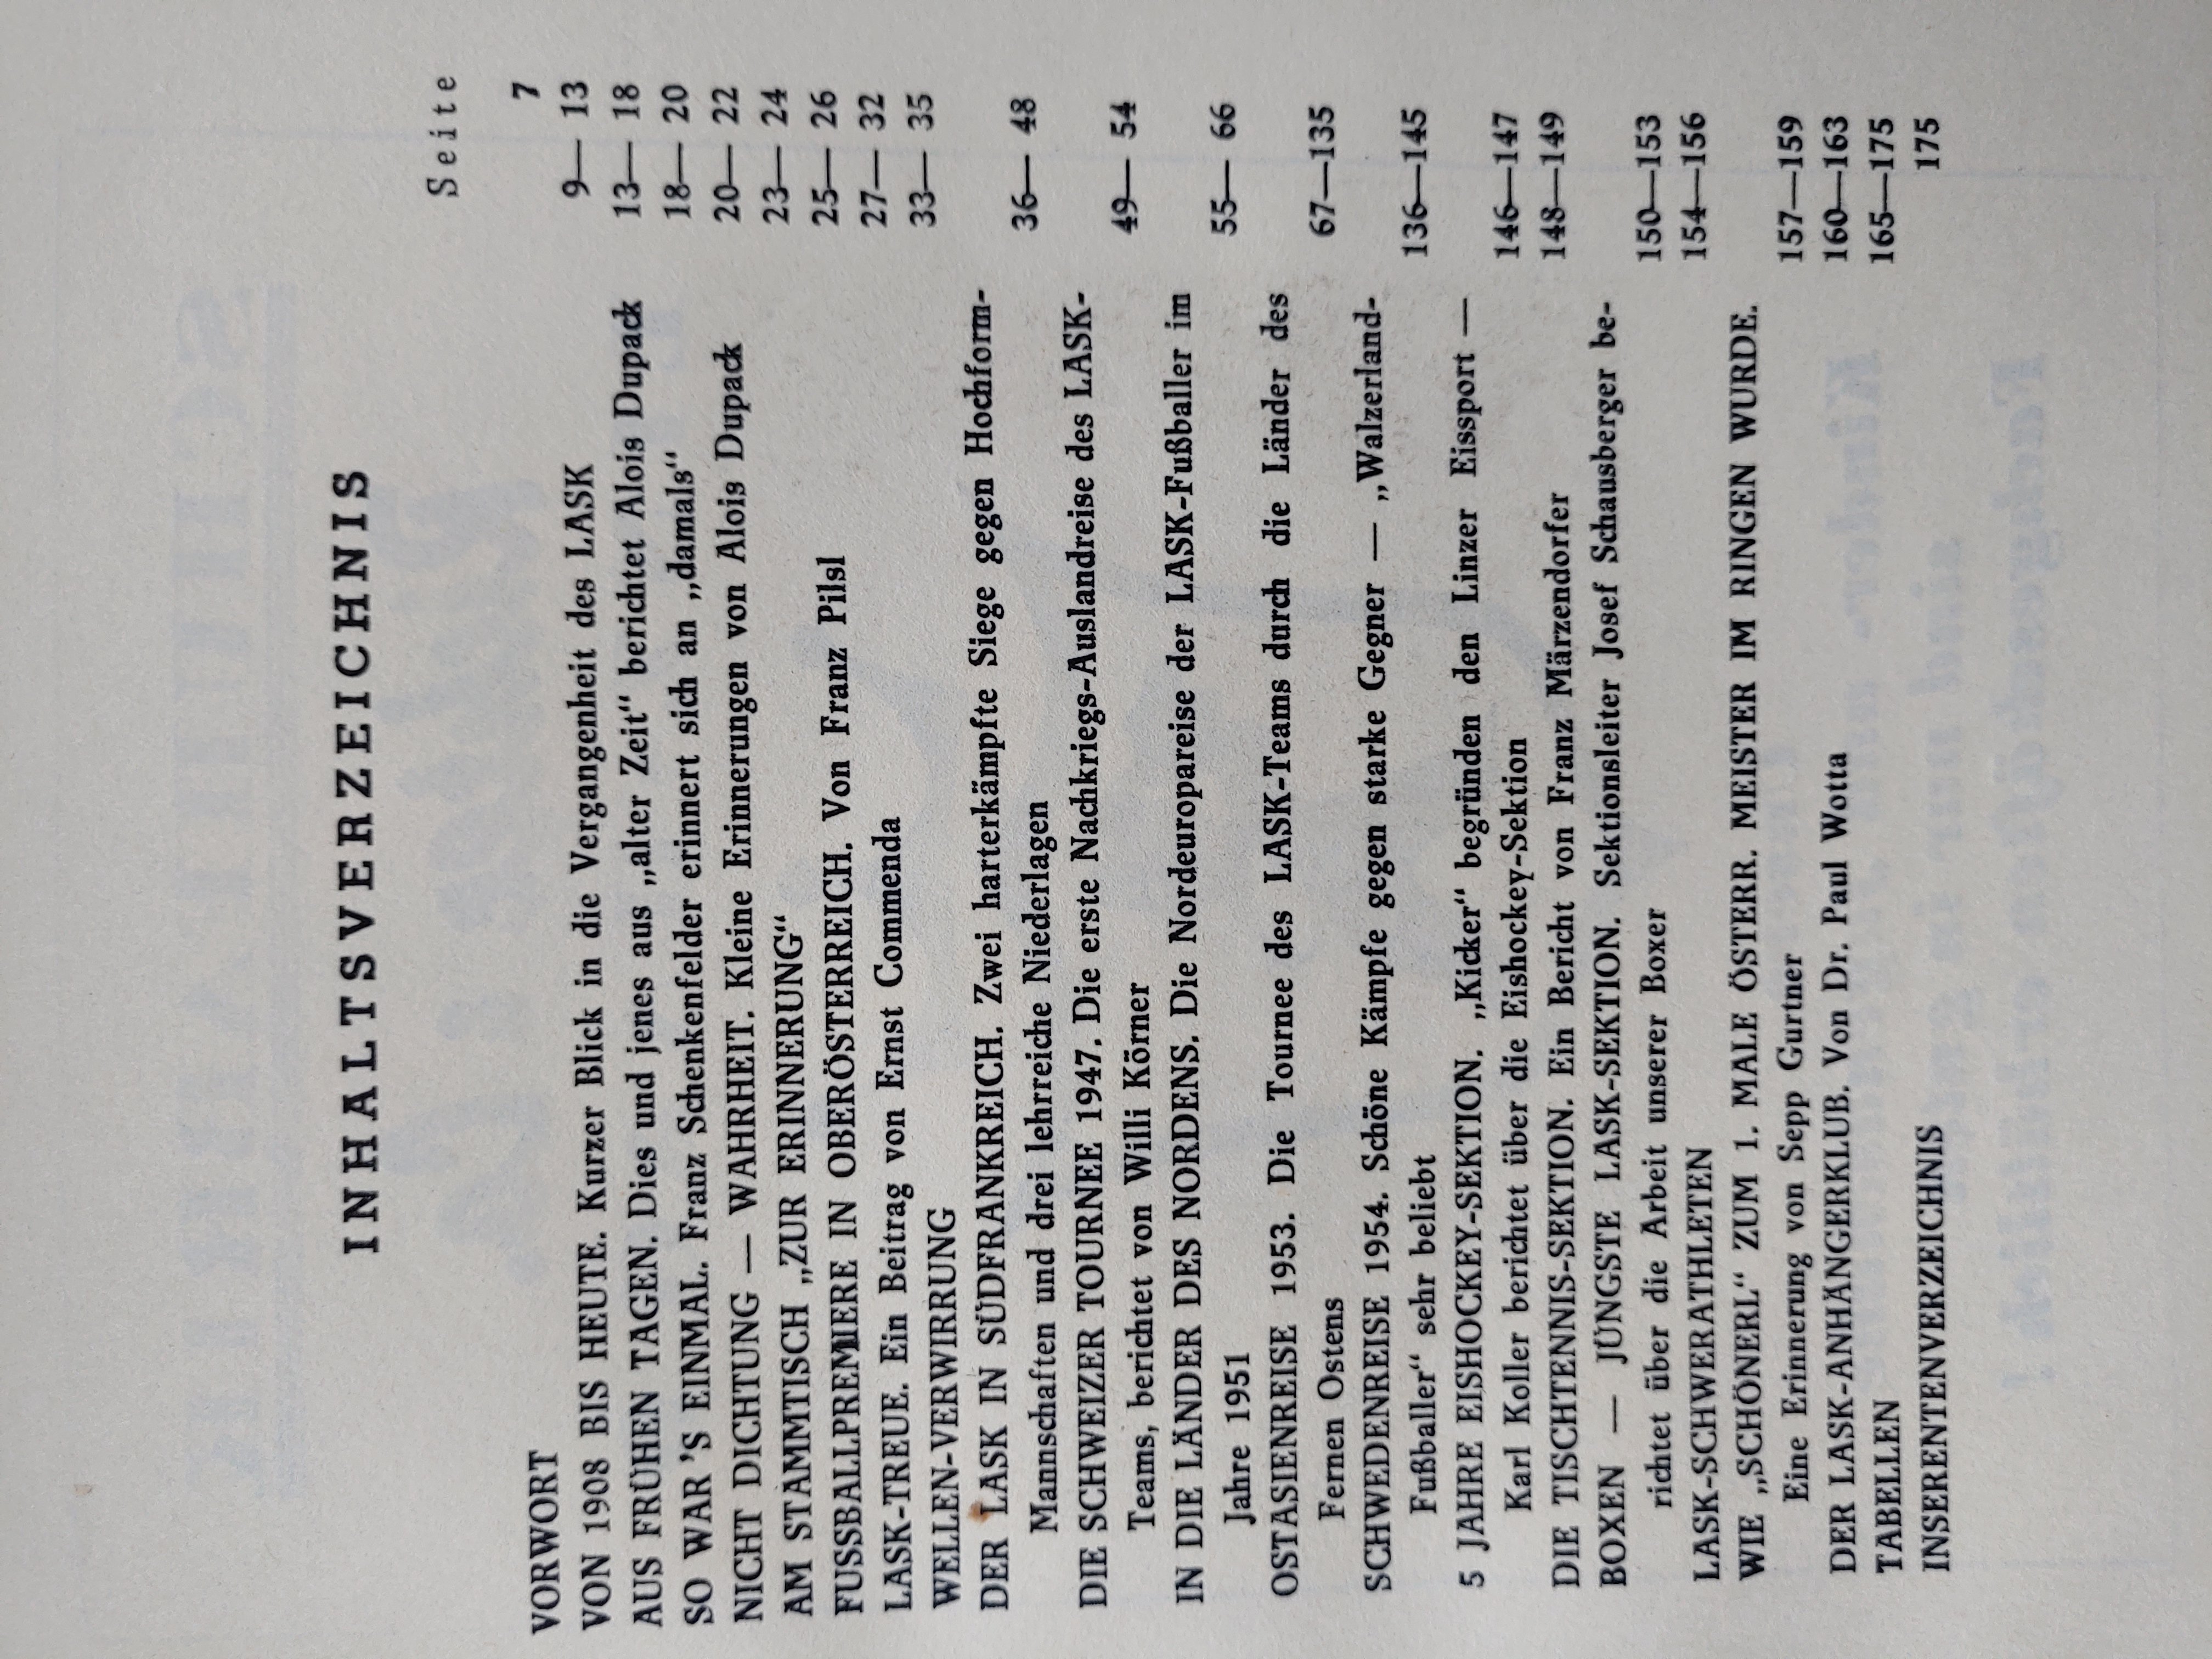 INHALTSVERZEICHNIS
Seite
VORWORT 7
VON 1908 BIS HEUTE. Kurzer Blick in die Vergangenheit des LASK 9— 13
AUS FRÜHEN TAGEN. Dies und jenes aus „alter Zeit“ berichtet Alois Dupack 13— 18
SO WAR 'S EINMAL. Franz Schenkenfelder erinnert sich an „damals“ 18— 20
NICHT DICHTUNG — WAHRHEIT. Kleine Erinnerungen von Alois Dupack 20— 22
AM STAMMTISCH „ZUR ERINNERUNG“ 23— 24
FUSSBALLPREMIERE IN OBERÖSTERREICH. Von Franz Pilsl 25— 26
LASK-TREUE. Ein Beitrag von Ernst Commenda 27— 32
WELLEN-VERWIRRUNG 33— 35
DER LASK IN SÜDFRANKREICH. Zwei harterkämpfte Siege gegen Hochform-
Mannschaften und drei lehrreiche Niederlagen 36— 48
DIE SCHWEIZER TOURNEE 1947. Die erste Nachkriegs-Auslandreise des LASK-
Teams, berichtet von Willi Körner 49— 54
IN DIE LÄNDER DES NORDENS. Die Nordeuropareise der LASK-Fußballer im
Jahre 1951 55— 66
OSTASIENREISE 1953. Die Tournee des LASK-Teams durch die Länder des
Fernen Ostens 67—135
SCHWEDENREISE 1954. Schöne Kämpfe gegen starke Gegner — „Walzerland-
Fußballer“ sehr beliebt 136—145
5 JAHRE EISHOCKEY-SEKTION. „Kicker“ begründen den Linzer Eissport —
Karl Koller berichtet über die Eishockey-Sektion 146—147
DIE TISCHTENNIS-SEKTION. Ein Bericht von Franz Märzendorfer 148—149
BOXEN — JÜNGSTE LASK-SEKTION. Sektionsleiter Josef Schausberger be-
richtet über die Arbeit unserer Boxer 150—153
LASK-SCHWERATHLETEN 154—156
WIE „SCHÖNERL“ ZUM 1. MALE ÖSTERR. MEISTER IM RINGEN WURDE.
Eine Erinnerung von Sepp Gurtner 157—159
DER LASK-ANHÄNGERKLUB. Von Dr. Paul Wotta 160—163
TABELLEN 165—175
INSERENTENVERZEICHNIS 175